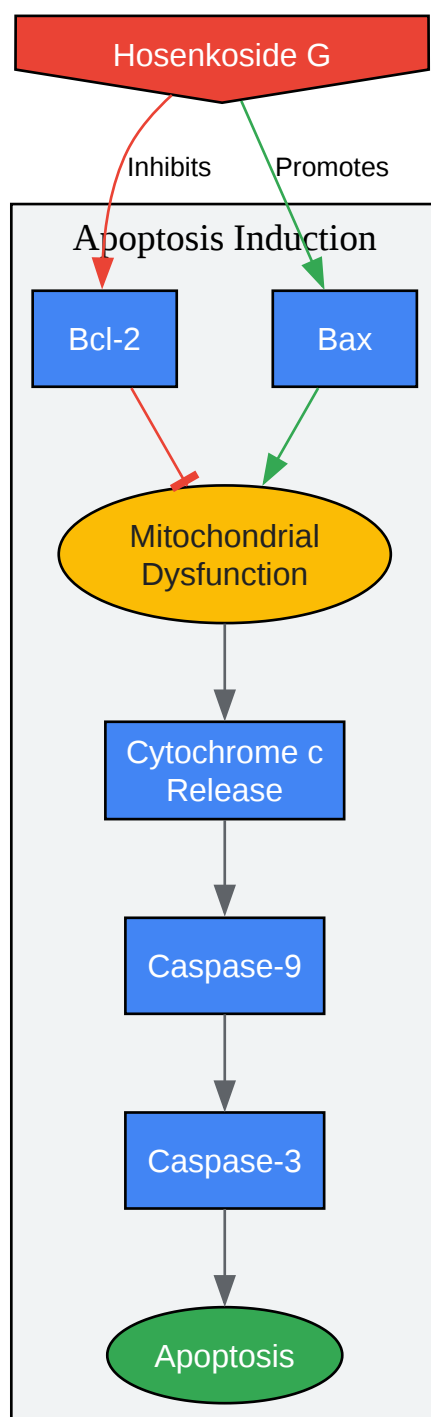 Hosenkoside G
Inhibits
Promotes
Apoptosis Induction
Bcl-2
Bax
Mitochondrial
Dysfunction
Cytochrome c
Release
Caspase-9
Caspase-3
Apoptosis